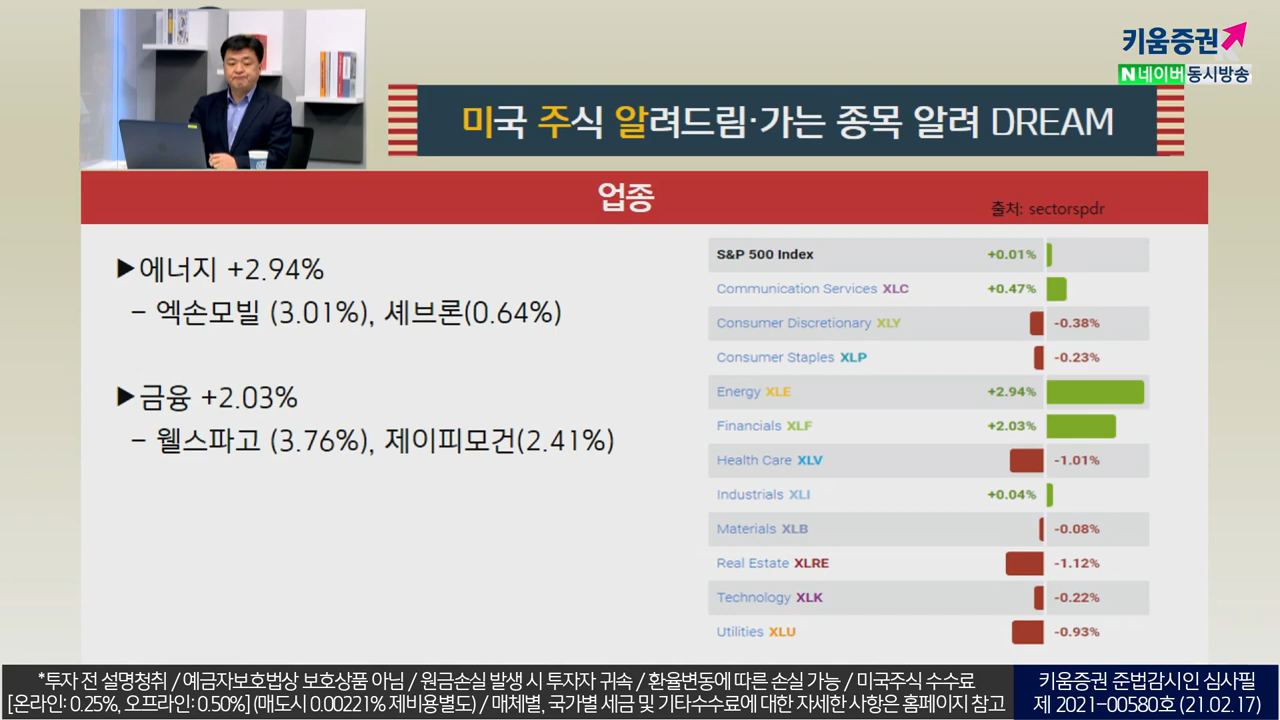 키움증권
N 네이버 동시방송
미국 주식 알려드림·가는 종목 알려 DREAM
업종
출처: sectorspdr
▶에너지 +2.94%
– 엑손모빌 (3.01%), 셰브론(0.64%)
▶금융 +2.03%
– 웰스파고 (3.76%), 제이피모건(2.41%)
S&P 500 Index +0.01%
Communication Services XLC +0.47%
Consumer Discretionary XLY -0.38%
Consumer Staples XLP -0.23%
Energy XLE +2.94%
Financials XLF +2.03%
Health Care XLV -1.01%
Industrials XLI +0.04%
Materials XLB -0.08%
Real Estate XLRE -1.12%
Technology XLK -0.22%
Utilities XLU -0.93%
*투자 전 설명청취 / 예금자보호법상 보호상품 아님 / 원금손실 발생 시 투자자 귀속 / 환율변동에 따른 손실 가능 / 미국주식 수수료
[온라인: 0.25%, 오프라인: 0.50%] (매도시 0.00221% 제비용별도) / 매체별, 국가별 세금 및 기타수수료에 대한 자세한 사항은 홈페이지 참고
키움증권 준법감시인 심사필
제 2021-00580호 (21.02.17)